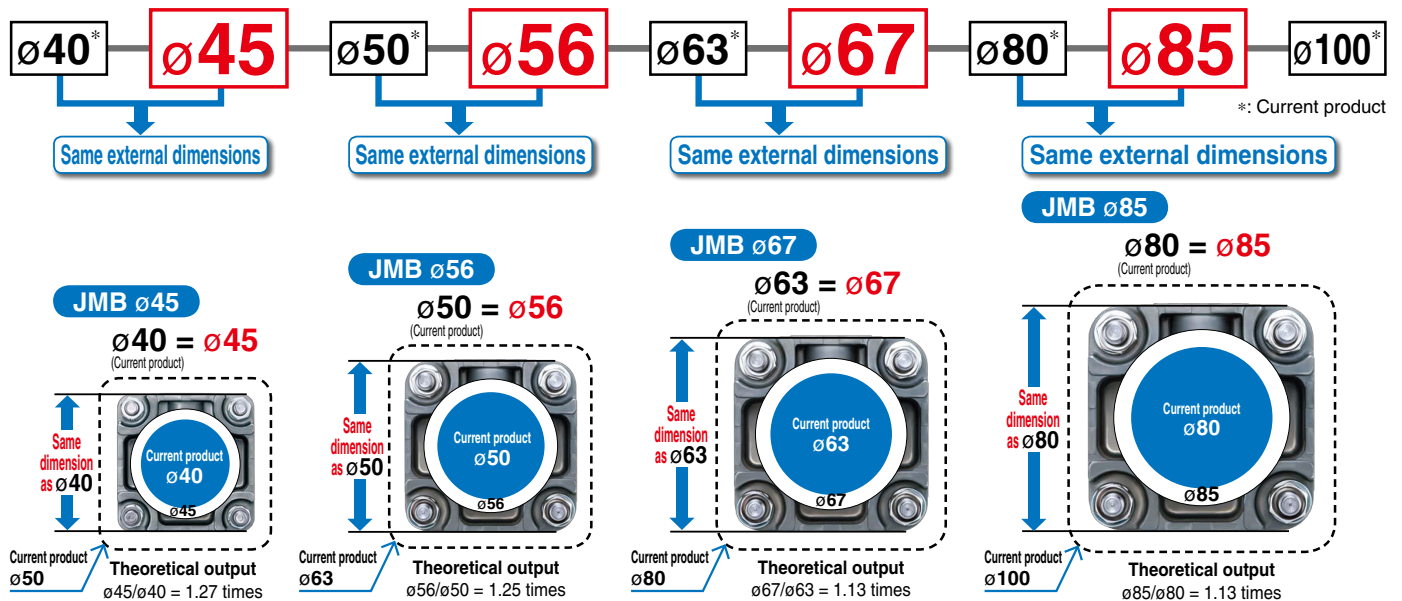 ø40* ø45 ø50* ø56 ø63* ø67 ø80* ø85 ø100*
*: Current product
Same external dimensions
Same external dimensions
Same external dimensions
Same external dimensions
JMB ø45
ø40 = ø45
(Current product)
Same
dimension
as ø40
Current product
ø40
ø45
Current product
ø50
Theoretical output
ø45/ø40 = 1.27 times
JMB ø56
ø50 = ø56
(Current product)
Same
dimension
as ø50
Current product
ø50
ø56
Current product
ø63
Theoretical output
ø56/ø50 = 1.25 times
JMB ø67
ø63 = ø67
(Current product)
Same
dimension
as ø63
Current product
ø63
ø67
Current product
ø80
Theoretical output
ø67/ø63 = 1.13 times
JMB ø85
ø80 = ø85
(Current product)
Same
dimension
as ø80
Current product
ø80
ø85
Current product
ø100
Theoretical output
ø85/ø80 = 1.13 times